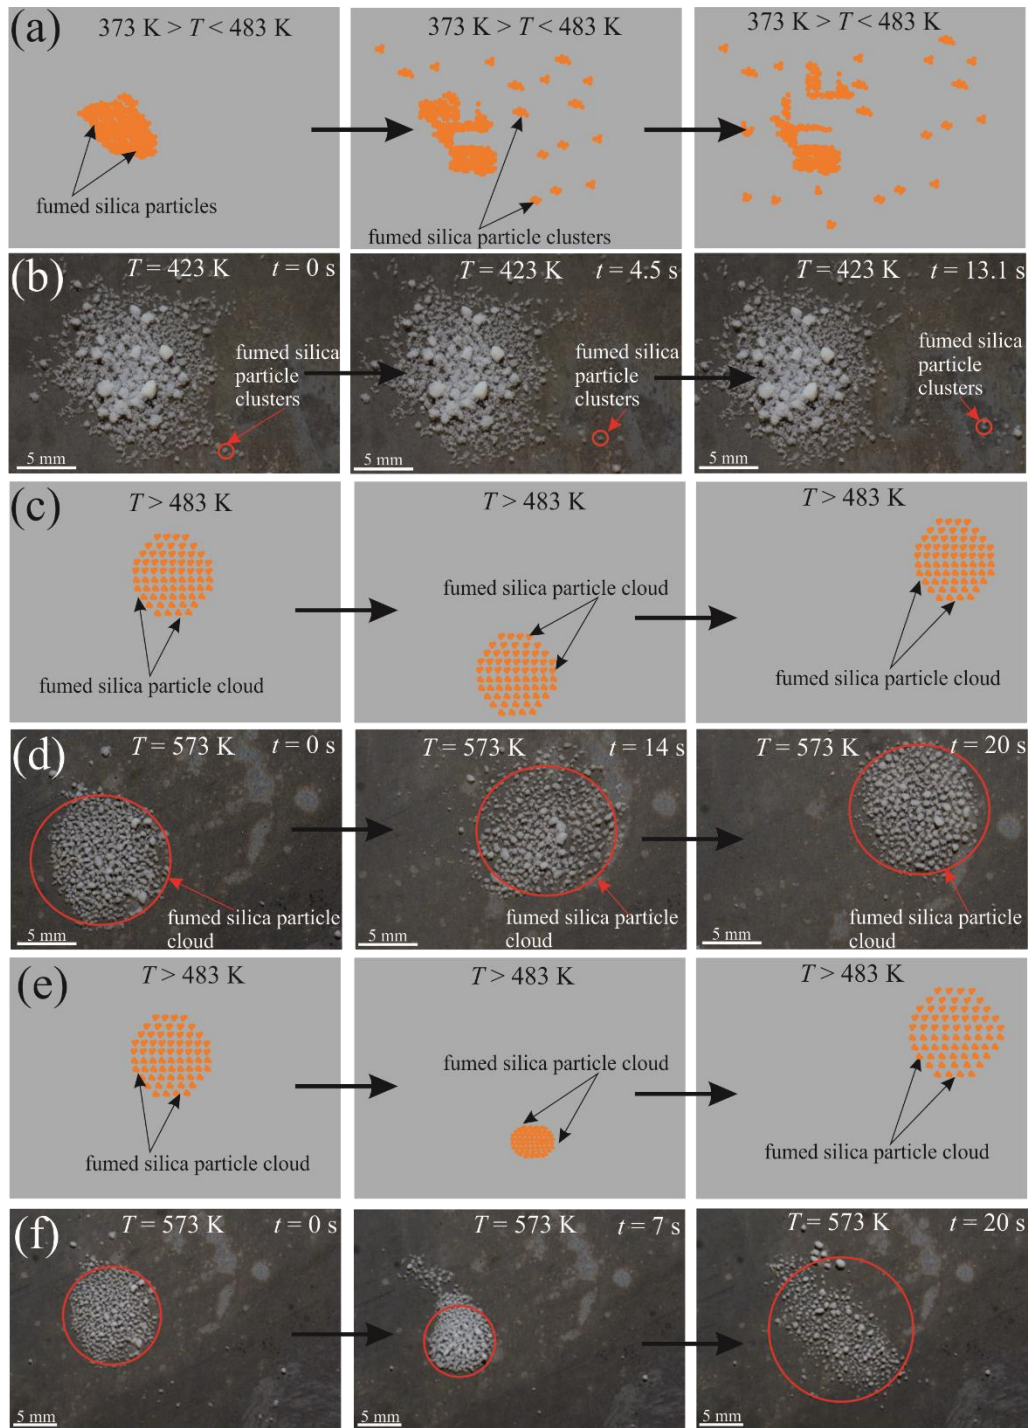 (a)
373 K > T < 483 K
373 K > T < 483 K
373 K > T < 483 K
fumed silica particles
fumed silica particle clusters
(b)
T = 423 K
t = 0 s
T = 423 K
t = 4.5 s
T = 423 K
t = 13.1 s
fumed silica
particle
clusters
fumed silica
particle
clusters
fumed silica
particle
clusters
5 mm
5 mm
5 mm
(c)
T > 483 K
T > 483 K
T > 483 K
fumed silica particle cloud
fumed silica particle cloud
fumed silica particle cloud
(d)
T = 573 K
t = 0 s
T = 573 K
t = 14 s
T = 573 K
t = 20 s
fumed silica particle
cloud
fumed silica particle
cloud
fumed silica particle
cloud
5 mm
5 mm
5 mm
(e)
T > 483 K
T > 483 K
T > 483 K
fumed silica particle cloud
fumed silica particle cloud
fumed silica particle cloud
(f)
T = 573 K
t = 0 s
T = 573 K
t = 7 s
T = 573 K
t = 20 s
5 mm
5 mm
5 mm